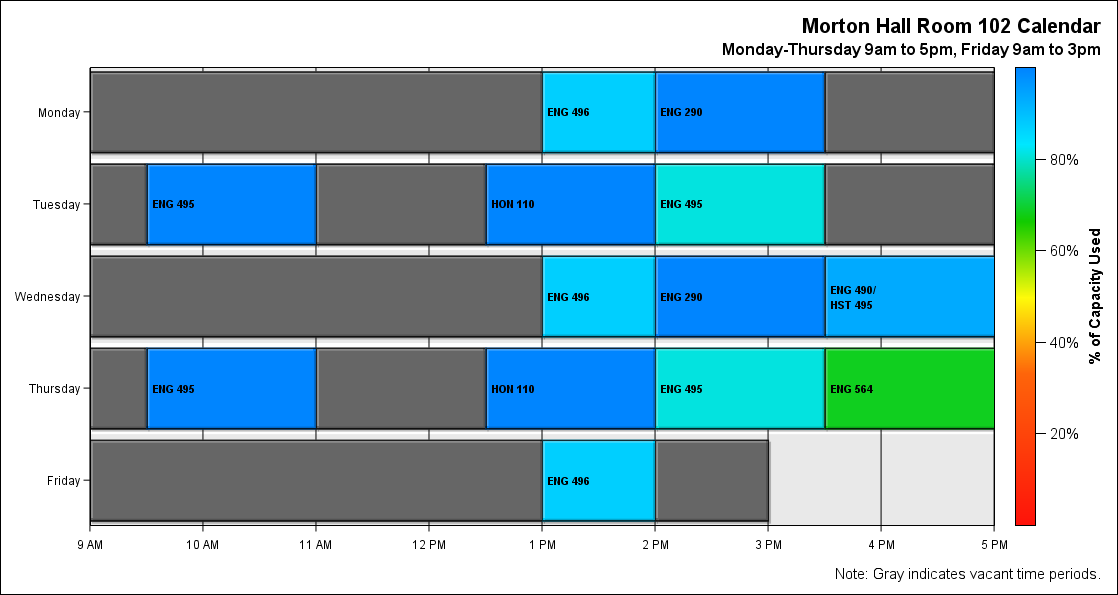 Morton Hall Room 102 Calendar
Monday-Thursday 9am to 5pm, Friday 9am to 3pm
Monday
ENG 496
ENG 290
Tuesday
ENG 495
HON 110
ENG 495
Wednesday
ENG 496
ENG 290
ENG 490/
HST 495
Thursday
ENG 495
HON 110
ENG 495
ENG 564
Friday
ENG 496
9 AM
10 AM
11 AM
12 PM
1 PM
2 PM
3 PM
4 PM
5 PM
80%
60%
40%
20%
% of Capacity Used
Note: Gray indicates vacant time periods.